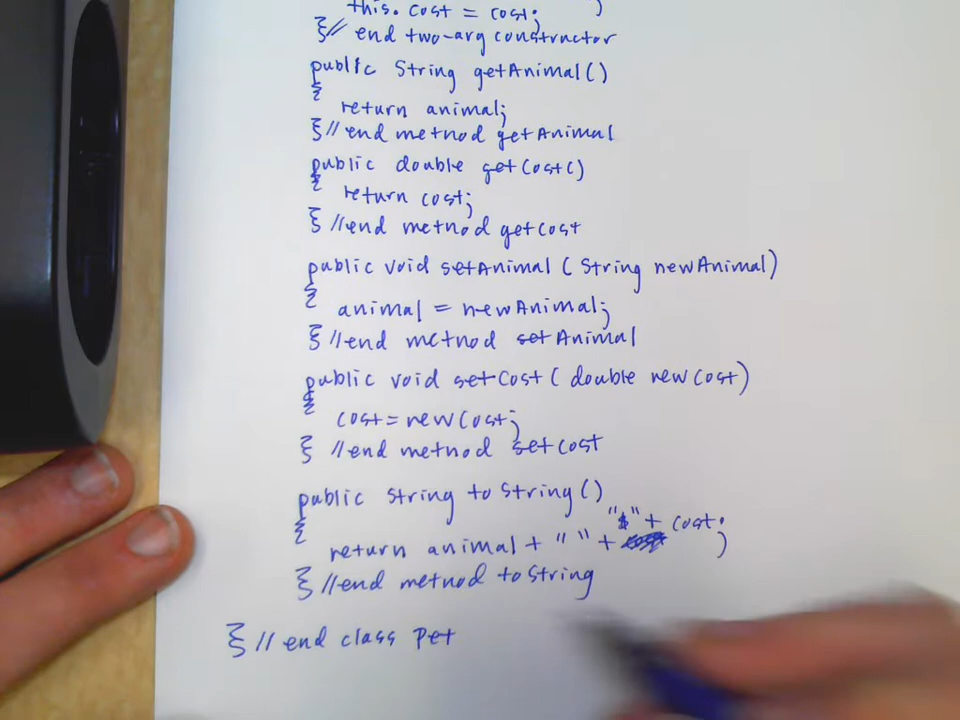 this. cost = cost;
}// end two-arg constructor
public String getAnimal()
{
return animal;
}//end method getAnimal
public double getCost()
{
return cost;
}//end method getCost
public void setAnimal (String newAnimal)
{
animal = newAnimal;
}//end method setAnimal
public void setCost( double newCost)
{
cost=newCost;
} //end method setCost
public String toString()
{
return animal + " " + "$" + cost;
}//end method toString
}// end class Pet